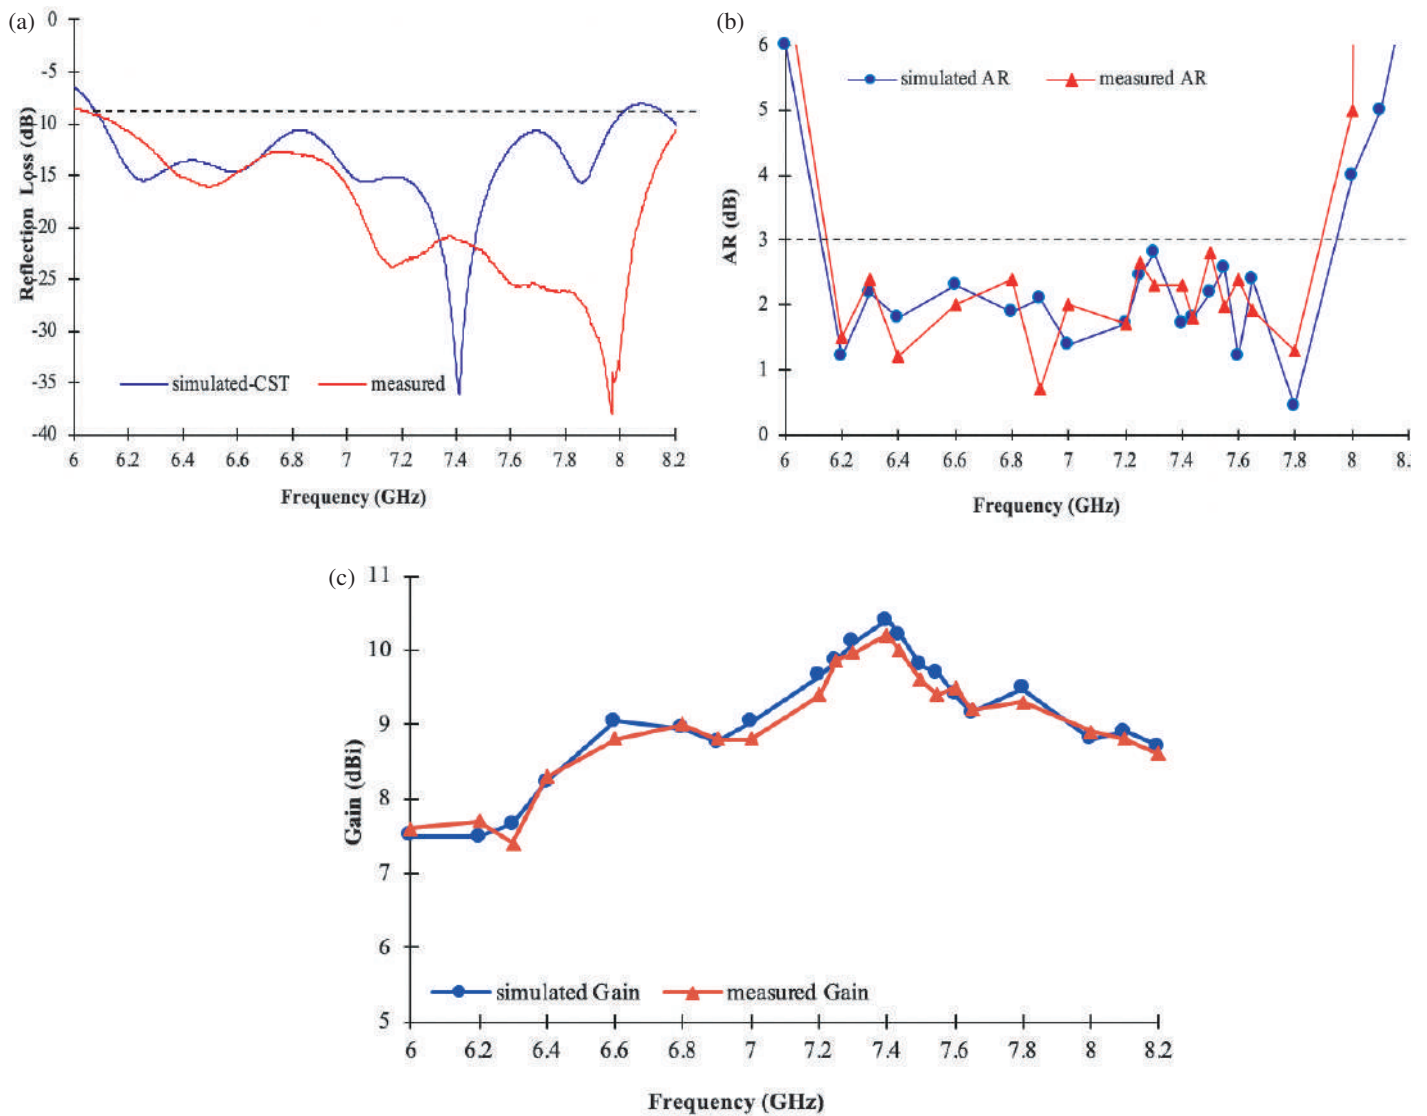 (a)
0
-5
-10
-15
-20
-25
-30
-35
-40
Reflection Loss (dB)
simulated-CST measured
6 6.2 6.4 6.6 6.8 7 7.2 7.4 7.6 7.8 8 8.2
Frequency (GHz)
(b)
6
5
4
3
2
1
0
AR (dB)
simulated AR measured AR
6 6.2 6.4 6.6 6.8 7 7.2 7.4 7.6 7.8 8 8.2
Frequency (GHz)
(c)
11
10
9
8
7
6
5
Gain (dBi)
simulated Gain measured Gain
6 6.2 6.4 6.6 6.8 7 7.2 7.4 7.6 7.8 8 8.2
Frequency (GHz)